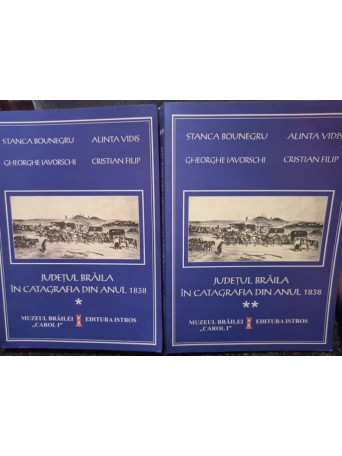 STANCA BOUNEGRU ALINTA VIDIS
GHEORGHE IAVORSCHI CRISTIAN FILIP
JUDEȚUL BRĂILA
ÎN CATAGRAFIA DIN ANUL 1838
*
MUZEUL BRĂILEI EDITURA ISTROS
„CAROL I"
STANCA BOUNEGRU ALINTA VIDIS
GHEORGHE IAVORSCHI CRISTIAN FILIP
JUDEȚUL BRĂILA
ÎN CATAGRAFIA DIN ANUL 1838
**
MUZEUL BRĂILEI EDITURA ISTROS
„CAROL I"